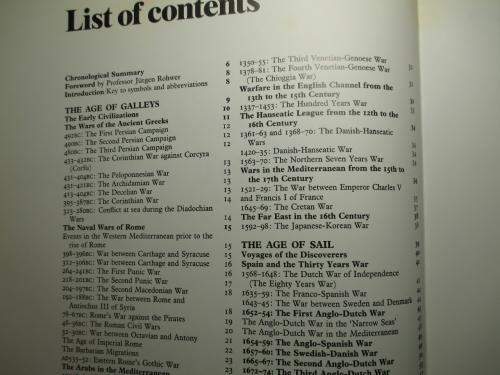 List of contents
Chronological Summary 6
Foreword by Professor Jürgen Rohwer 8
Introduction Key to symbols and abbreviations 8
THE AGE OF GALLEYS 9
The Early Civilizations 10
The Wars of the Ancient Greeks 11
492BC: The First Persian Campaign 12
490BC: The Second Persian Campaign 12
480BC: The Third Persian Campaign 12
433-432BC: The Corinthian War against Corcyra
(Corfu) 13
431-404BC: The Peloponnesian War 13
431-421BC: The Archadamian War 13
413-404BC: The Decelian War 13
395-387BC: The Corinthian War 14
323-280BC: Conflict at sea during the Diadochian
Wars 14
The Naval Wars of Rome 15
Events in the Western Mediterranean prior to the
rise of Rome 15
398-396BC: War between Carthage and Syracuse 15
312-306BC: War between Carthage and Syracuse 16
264-241BC: The First Punic War 16
218-201BC: The Second Punic War 17
204-197BC: The Second Macedonian War 18
192-188BC: The War between Rome and
Antiochus III of Syria 18
78-67BC: Rome's War against the Pirates 18
48-36BC: The Roman Civil Wars 19
32-30BC: War between Octavian and Antony 20
The Age of Imperial Rome 21
The Barbarian Migrations 22
AD535-52: Eastern Rome's Gothic War 23
The Arabs in the Mediterranean 23
1350-55: The Third Venetian-Genoese War
1378-81: The Fourth Venetian-Genoese War
(The Chioggia War)
Warfare in the English Channel from the
13th to the 15th Century
1337-1453: The Hundred Years War
The Hanseatic League from the 12th to the
16th Century
1361-63 and 1368-70: The Danish-Hanseatic
Wars
1420-35: Danish-Hanseatic War
1563-70: The Northern Seven Years War
Wars in the Mediterranean from the 15th
to the 17th Century
1521-29: The War between Emperor Charles V
and Francis I of France
1645-69: The Cretan War
The Far East in the 16th Century
1592-98: The Japanese-Korean War
THE AGE OF SAIL
Voyages of the Discoverers
Spain and the Thirty Years War
1568-1648: The Dutch War of Independence
(The Eighty Years War)
1635-59: The Franco-Spanish War
1643-45: The War between Sweden and Denmark
1652-54: The First Anglo-Dutch War
The Anglo-Dutch War in the 'Narrow Seas'
The Anglo-Dutch War in the Mediterranean
1654-59: The Anglo-Spanish War
1657-60: The Swedish-Danish War
1665-67: The Second Anglo-Dutch War
1672-74: The Third Anglo-Dutch War